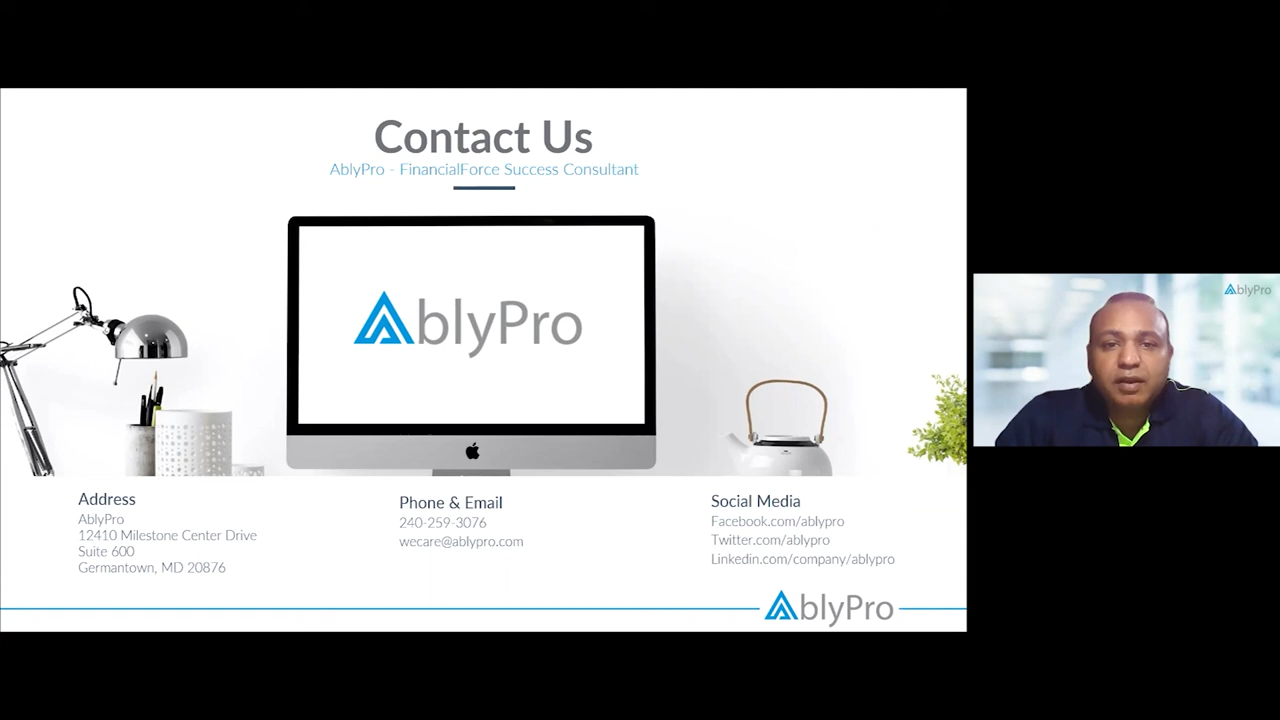 Contact Us
AblyPro - FinancialForce Success Consultant
AblyPro
AblyPro
Address
AblyPro
12410 Milestone Center Drive
Suite 600
Germantown, MD 20876
Phone & Email
240-259-3076
wecare@ablypro.com
Social Media
Facebook.com/ablypro
Twitter.com/ablypro
Linkedin.com/company/ablypro
AblyPro